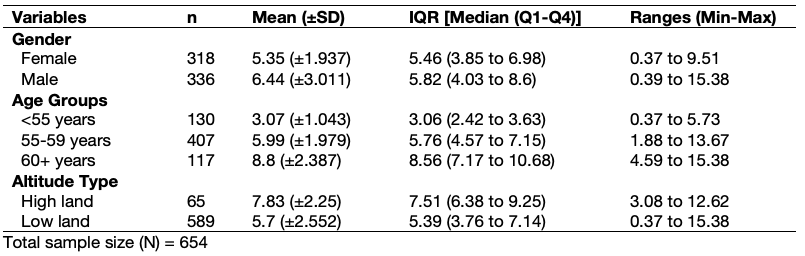 Variables n Mean (±SD) IQR [Median (Q1-Q4)] Ranges (Min-Max)
Gender
Female 318 5.35 (±1.937) 5.46 (3.85 to 6.98) 0.37 to 9.51
Male 336 6.44 (±3.011) 5.82 (4.03 to 8.6) 0.39 to 15.38
Age Groups
<55 years 130 3.07 (±1.043) 3.06 (2.42 to 3.63) 0.37 to 5.73
55-59 years 407 5.99 (±1.979) 5.76 (4.57 to 7.15) 1.88 to 13.67
60+ years 117 8.8 (±2.387) 8.56 (7.17 to 10.68) 4.59 to 15.38
Altitude Type
High land 65 7.83 (±2.25) 7.51 (6.38 to 9.25) 3.08 to 12.62
Low land 589 5.7 (±2.552) 5.39 (3.76 to 7.14) 0.37 to 15.38
Total sample size (N) = 654